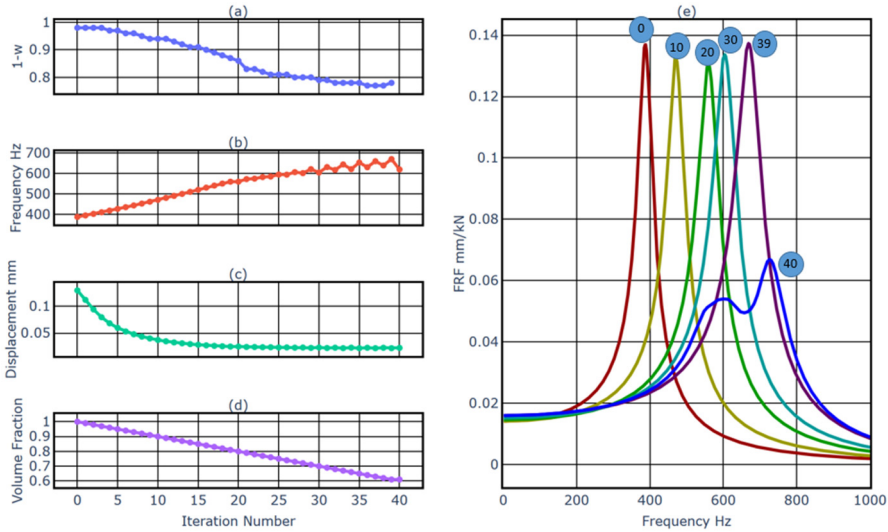 (a)
1
0.9
0.8
1-w
(b)
700
600
500
400
Frequency Hz
(c)
0.1
0.05
Displacement mm
(d)
1
0.9
0.8
0.7
0.6
Volume Fraction
0 5 10 15 20 25 30 35 40
Iteration Number
(e)
0.14
0.12
0.1
0.08
0.06
0.04
0.02
0
FRF mm/kN
0
10
20
30
39
40
0 200 400 600 800 1000
Frequency Hz